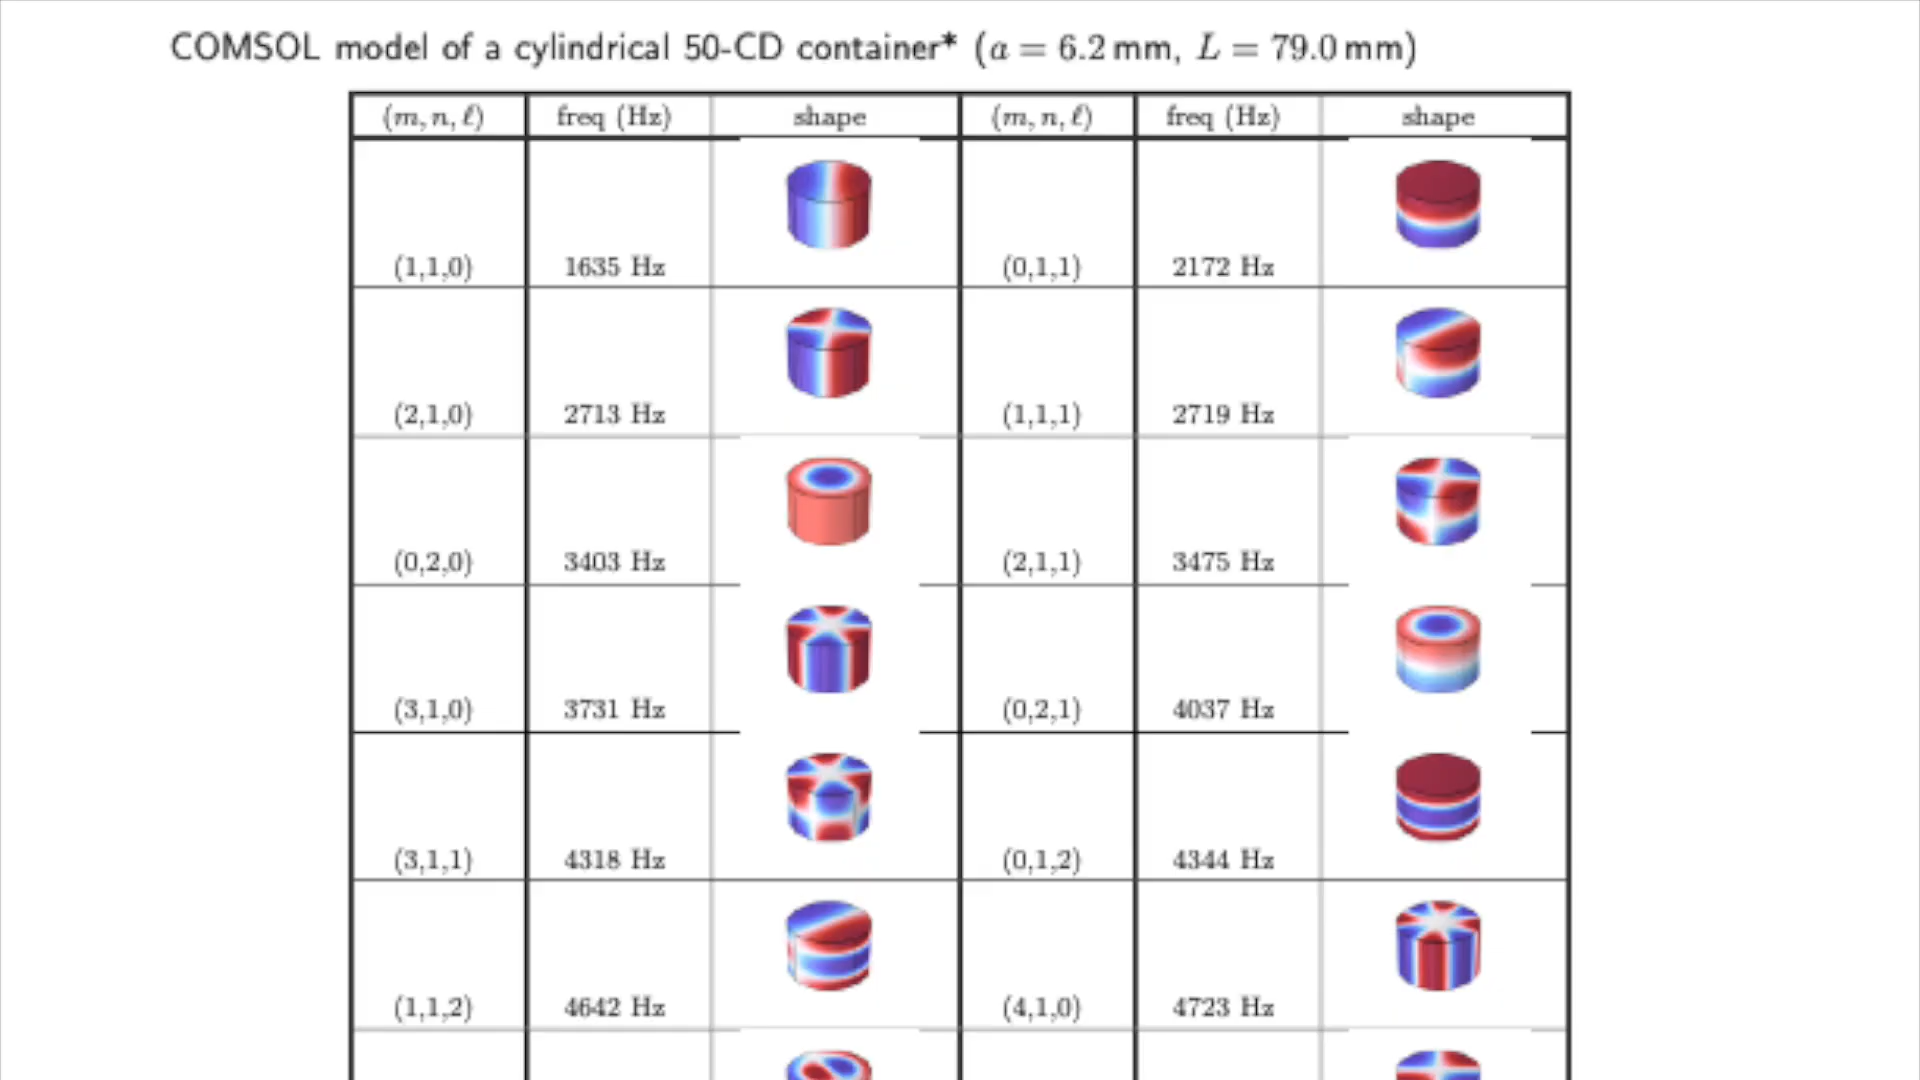 COMSOL model of a cylindrical 50-CD container* (a = 6.2 mm, L = 79.0 mm)
(m, n, ℓ) freq (Hz) shape (m, n, ℓ) freq (Hz) shape
(1,1,0) 1635 Hz (0,1,1) 2172 Hz
(2,1,0) 2713 Hz (1,1,1) 2719 Hz
(0,2,0) 3403 Hz (2,1,1) 3475 Hz
(3,1,0) 3731 Hz (0,2,1) 4037 Hz
(3,1,1) 4318 Hz (0,1,2) 4344 Hz
(1,1,2) 4642 Hz (4,1,0) 4723 Hz